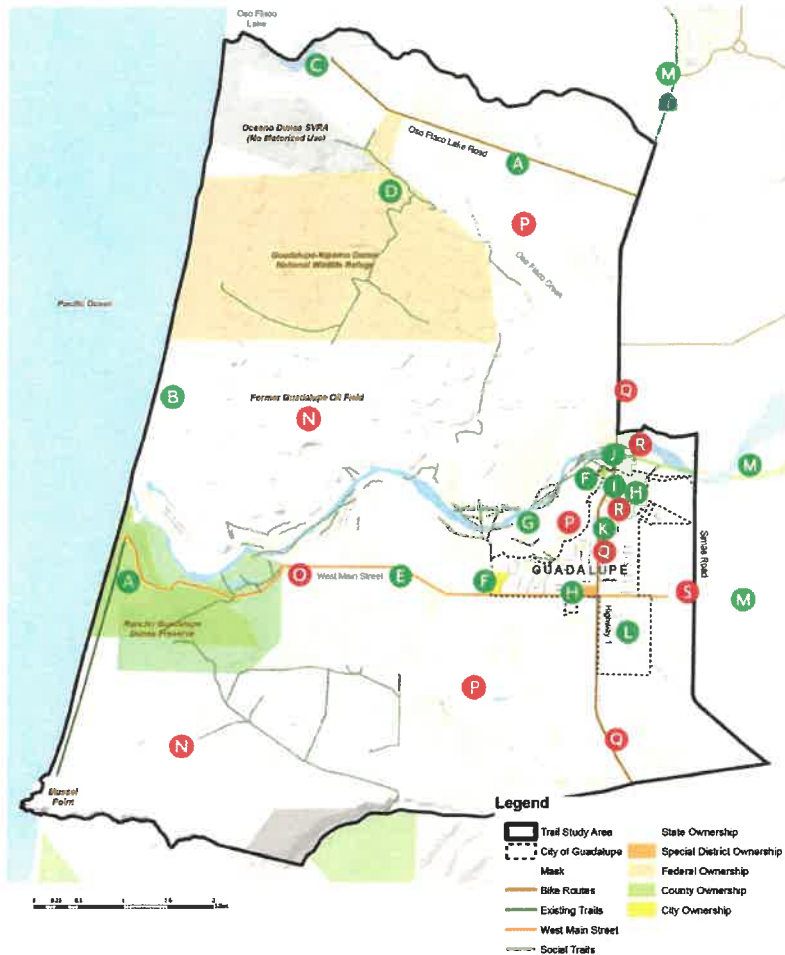 Oso Flaco
Lake
C
M
Oceano Dunes SVRA
(No Motorized Use)
Oso Flaco Lake Road
A
D
P
Guadalupe-Nipomo Dunes
National Wildlife Refuge
Oso Flaco Creek
Pacific Ocean
B
Former Guadalupe Oil Field
N
Q
R
J
M
F
I
H
G
P
R
K
Q
GUADALUPE
Simas Road
A
O
West Main Street
E
F
H
S
M
Rancho Guadalupe
Dunes Preserve
Highway 1
L
P
N
Q
Mussel
Point
Legend
Trail Study Area
City of Guadalupe
Mask
Bike Routes
Existing Trails
West Main Street
Social Trails
State Ownership
Special District Ownership
Federal Ownership
County Ownership
City Ownership